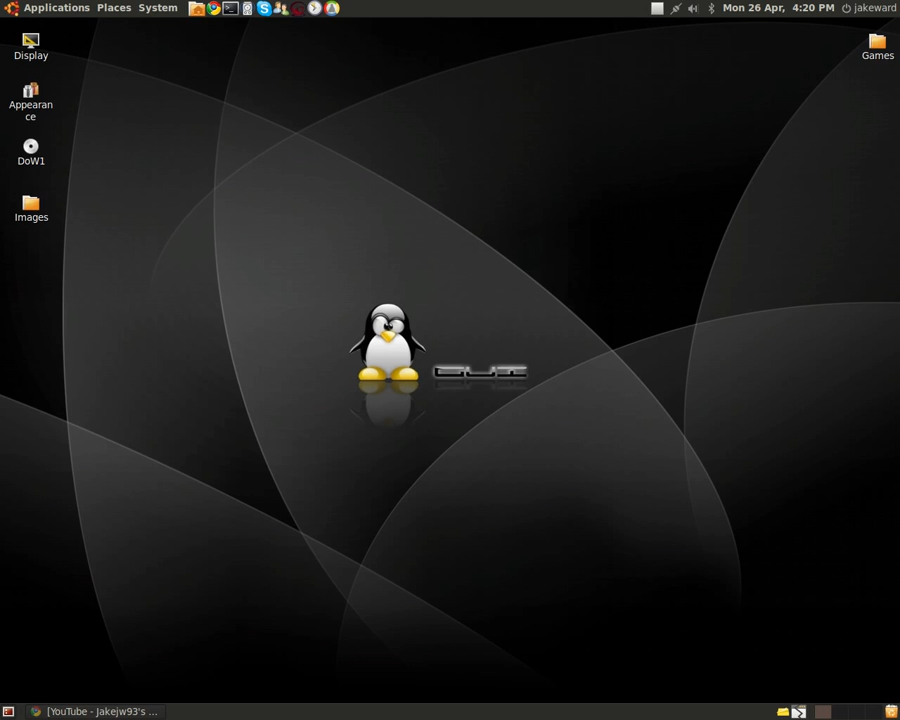 Applications Places System
Mon 26 Apr, 4:20 PM jakeward
Display
Games
Appearan
ce
DoW1
Images
[YouTube - Jakejw93's ...